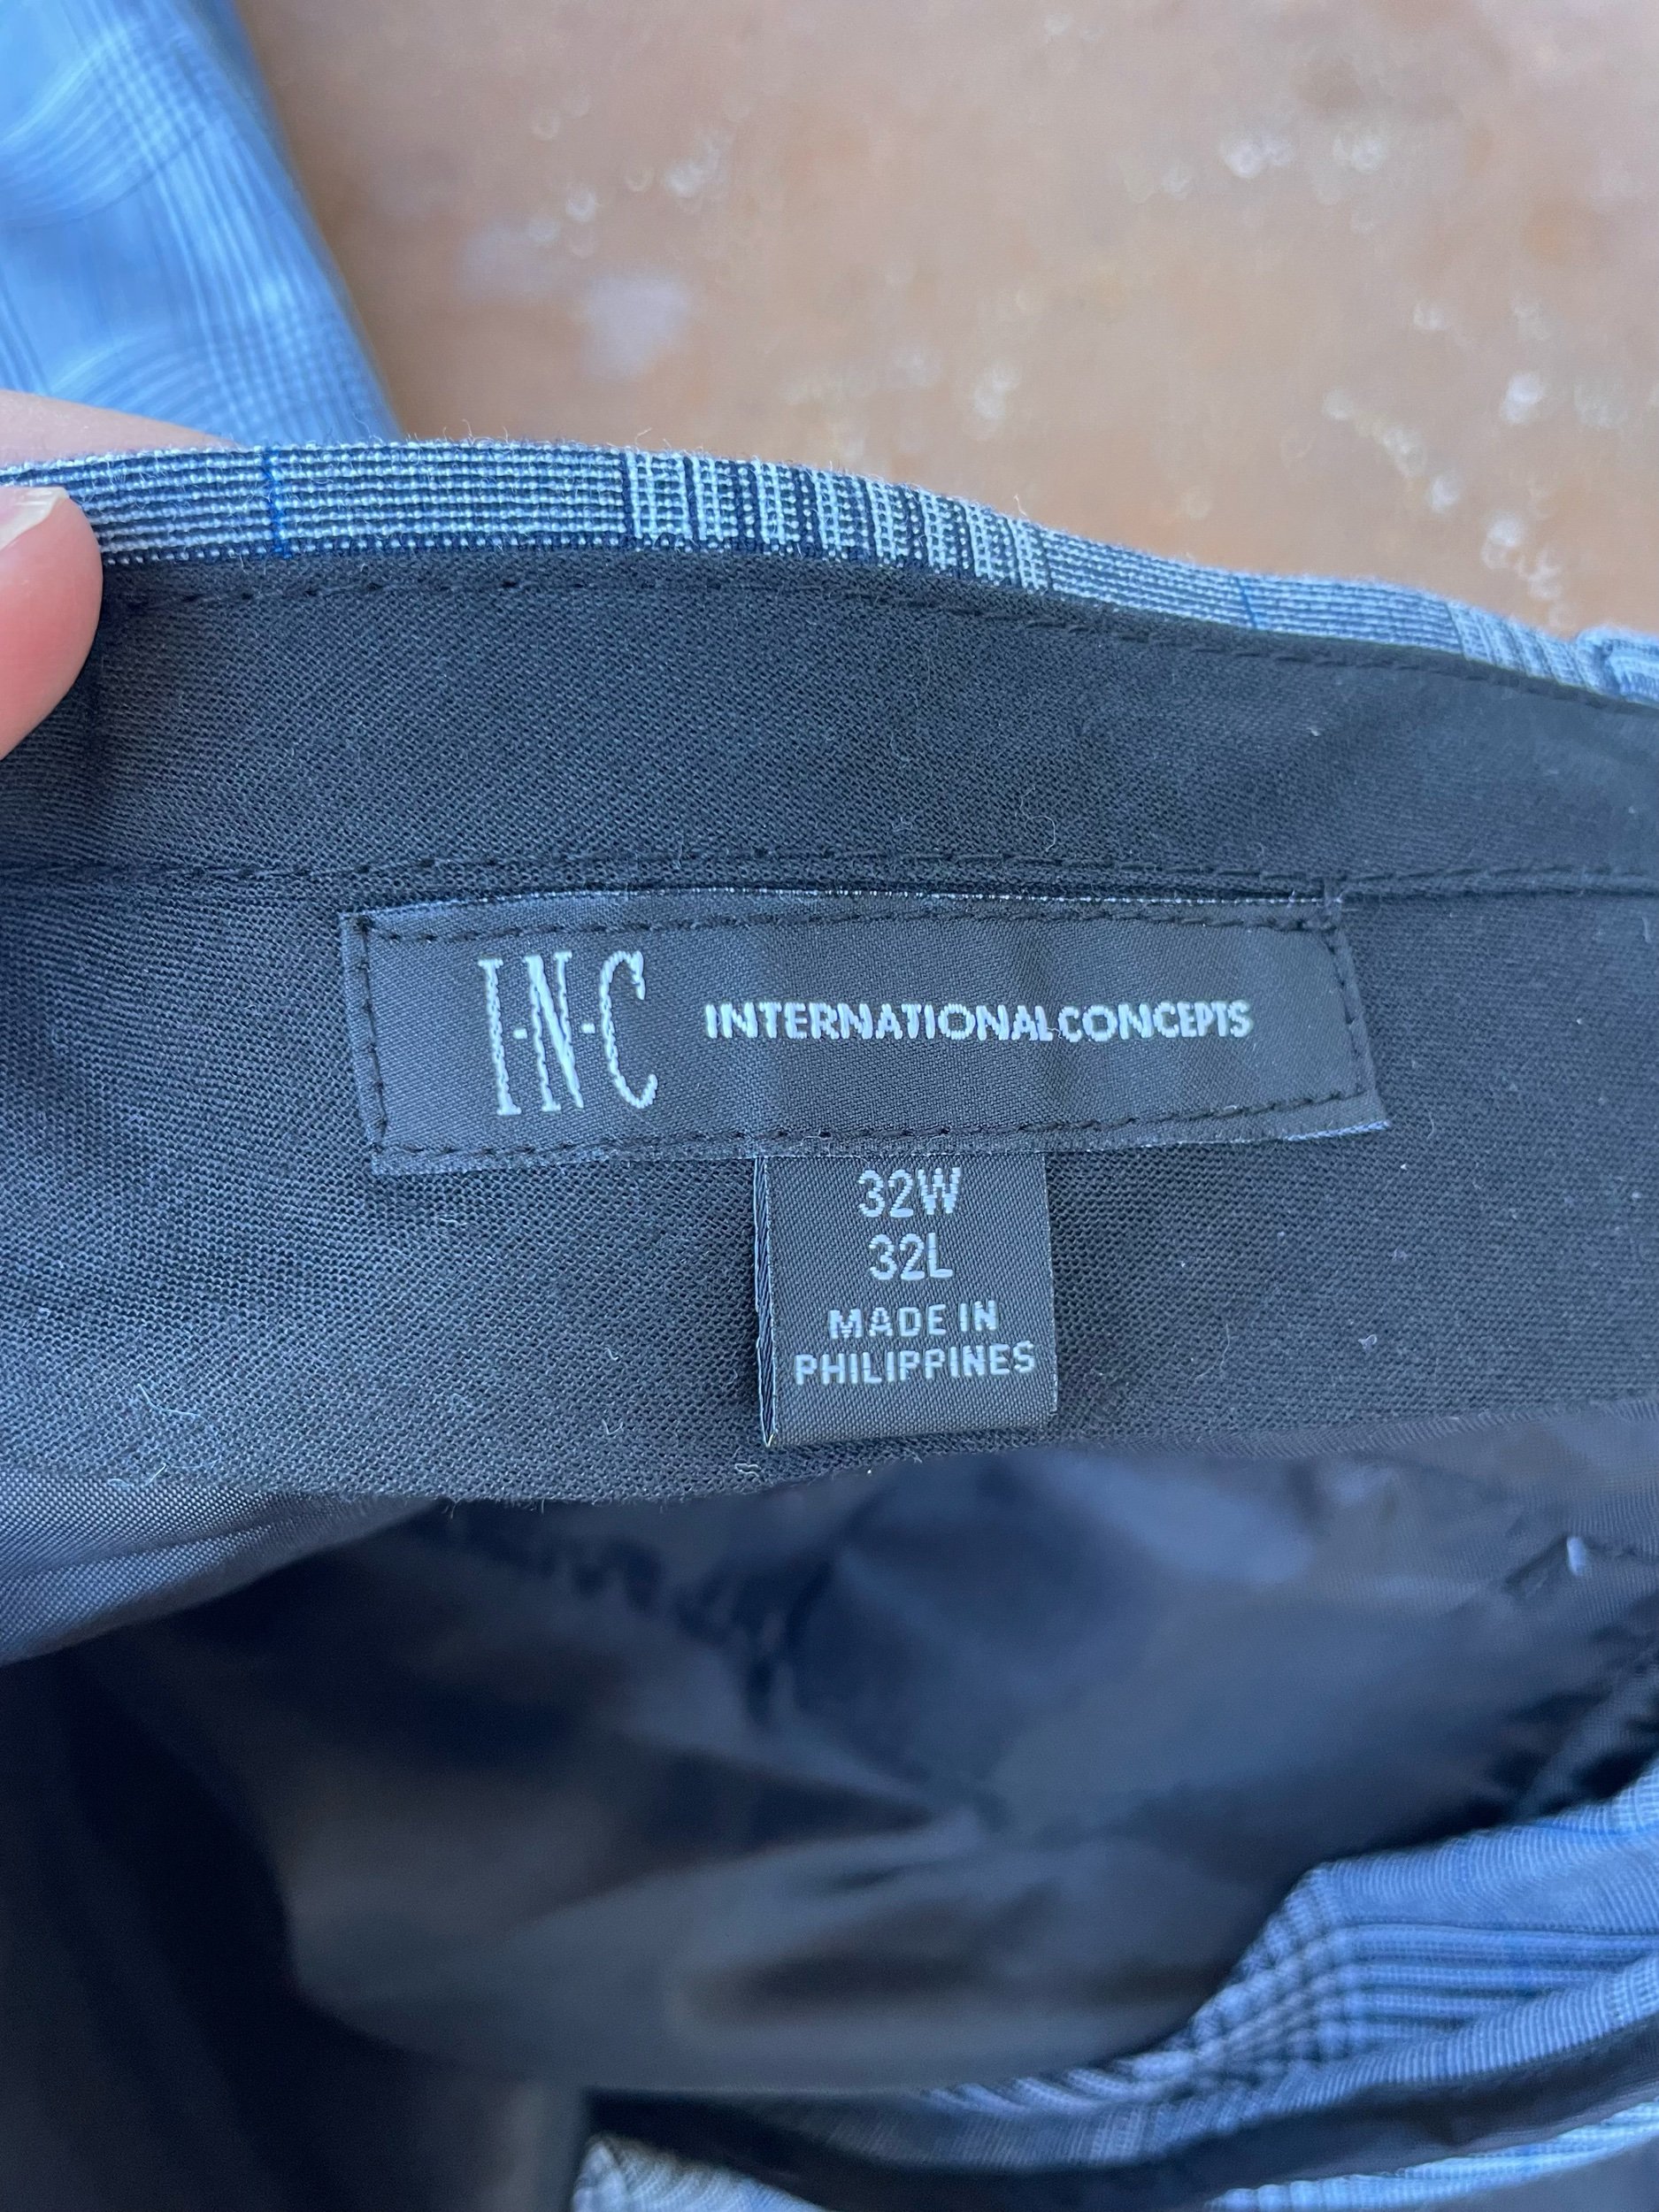 I·N·C INTERNATIONAL CONCEPTS
32W
32L
MADE IN
PHILIPPINES